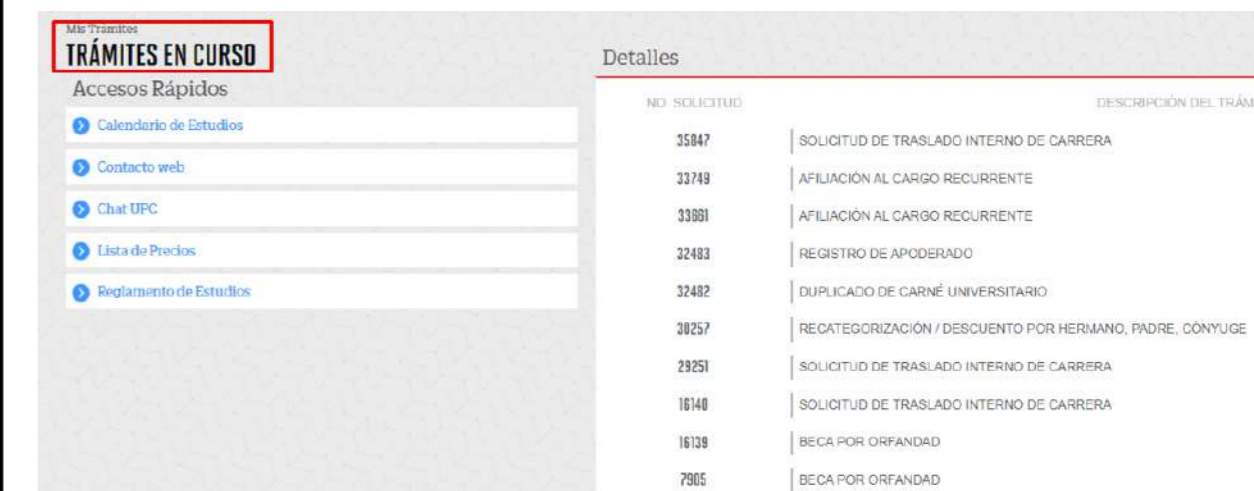 Mis Tramites
TRÁMITES EN CURSO
Accesos Rápidos
Calendario de Estudios
Contacto web
Chat UPC
Lista de Precios
Reglamento de Estudios
Detalles
NO. SOLICITUD DESCRIPCIÓN DEL TRÁM
35847 SOLICITUD DE TRASLADO INTERNO DE CARRERA
33749 AFILIACIÓN AL CARGO RECURRENTE
33661 AFILIACIÓN AL CARGO RECURRENTE
32483 REGISTRO DE APODERADO
32482 DUPLICADO DE CARNÉ UNIVERSITARIO
30257 RECATEGORIZACIÓN / DESCUENTO POR HERMANO, PADRE, CÓNYUGE
29251 SOLICITUD DE TRASLADO INTERNO DE CARRERA
16140 SOLICITUD DE TRASLADO INTERNO DE CARRERA
16139 BECA POR ORFANDAD
7905 BECA POR ORFANDAD